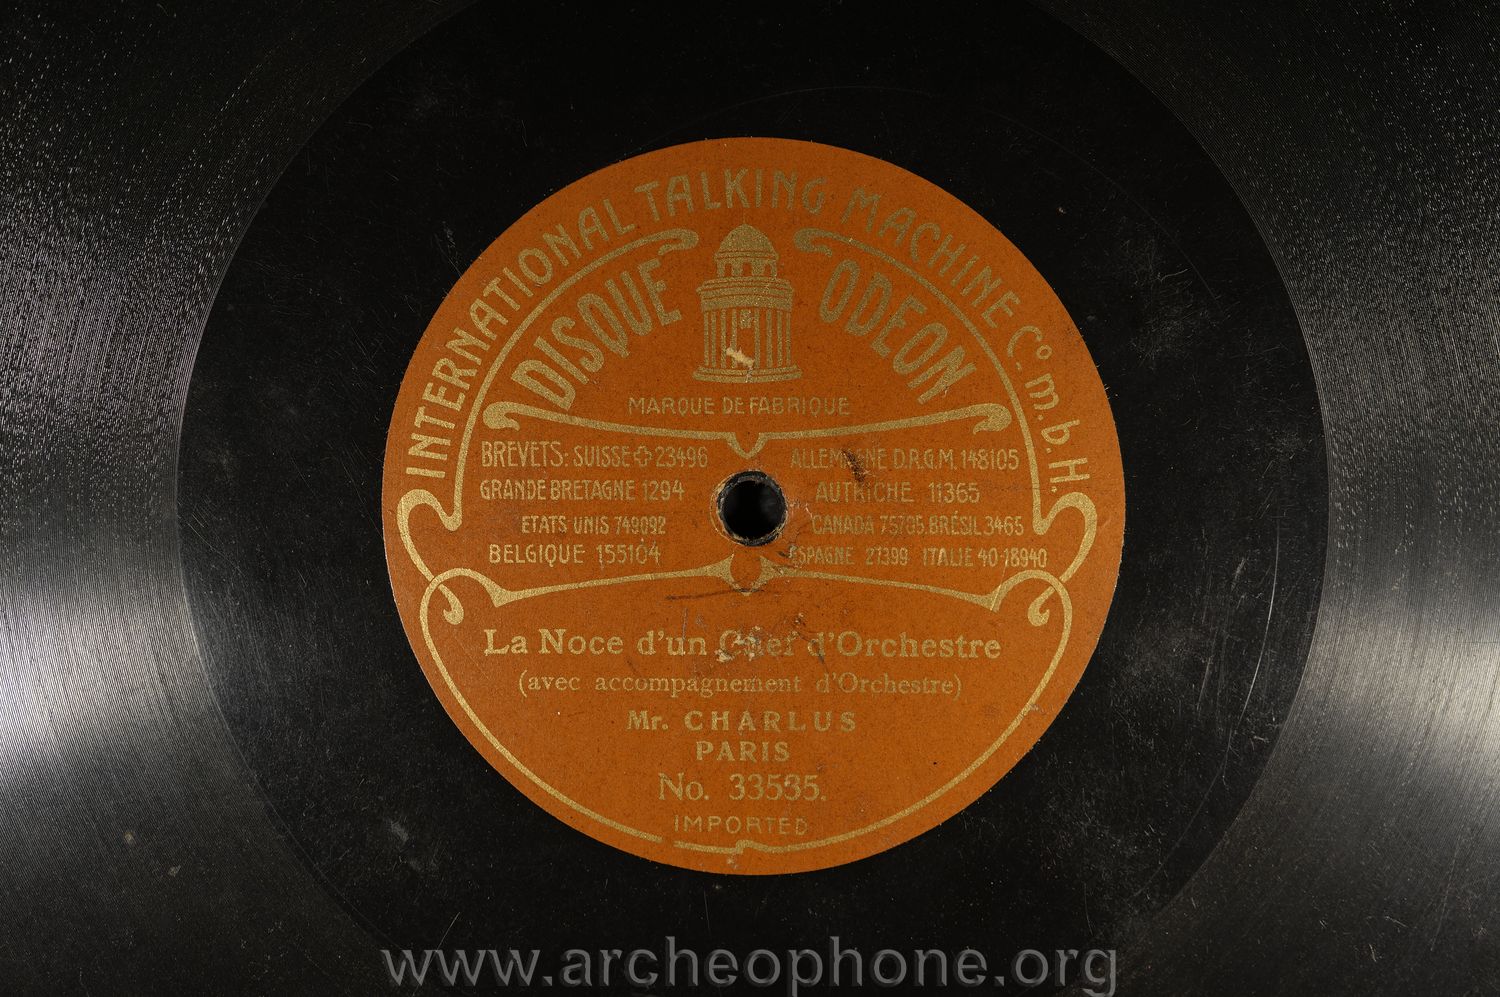 INTERNATIONAL TALKING MACHINE Co. m.b.H.
DISQUE ODEON
MARQUE DE FABRIQUE
BREVETS: SUISSE 23496 ALLEMAGNE D.R.G.M. 148105
GRANDE BRETAGNE 1294 AUTRICHE 11365
ETATS UNIS 749092 CANADA 75705. BRÉSIL 3465
BELGIQUE 155104 ESPAGNE 27399 ITALIE 40-18940
La Noce d'un Chef d'Orchestre
(avec accompagnement d'Orchestre)
Mr. CHARLUS
PARIS
No. 33535.
IMPORTED
www.archeophone.org